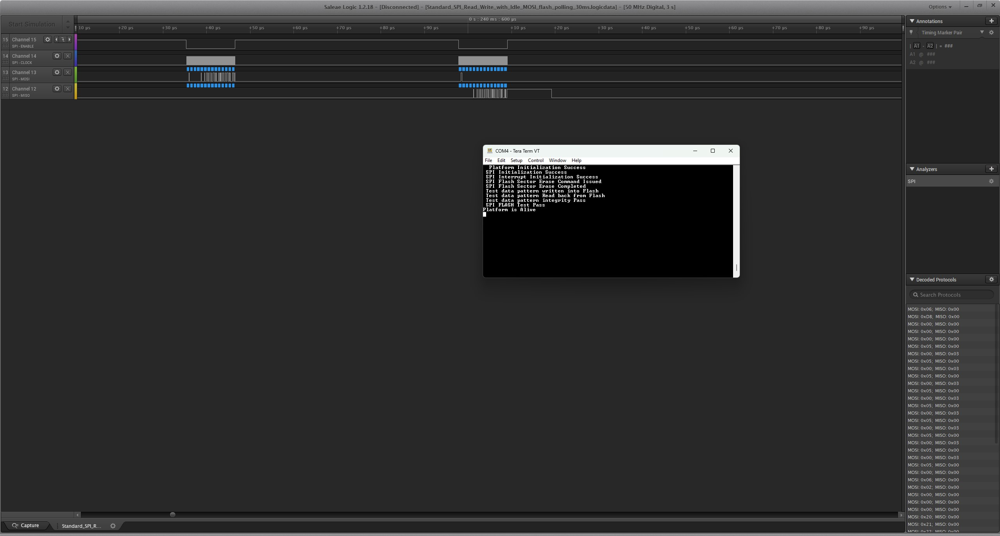 Saleae Logic 1.2.18 - [Disconnected] - [Standard_SPI_Read_Write_with_Idle_MOSI_flash_polling_30ms.logicdata] - [50 MHz Digital, 3 s]
Options
Start Simulation
0 s : 240 ms : 600 µs
+10 µs +20 µs +30 µs +40 µs +50 µs +60 µs +70 µs +80 µs +90 µs +10 µs +20 µs +30 µs +40 µs +50 µs +60 µs +70 µs +80 µs +90 µs
15 Channel 15
SPI - ENABLE
14 Channel 14
SPI - CLOCK
13 Channel 13
SPI - MOSI
12 Channel 12
SPI - MISO
COM4 - Tera Term VT
File Edit Setup Control Window Help
Platform Initialization Success
SPI Initialization Success
SPI Interrupt Initialization Success
SPI Flash Sector Erase Command Issued
SPI Flash Sector Erase Completed
Test data pattern written into Flash
Test data pattern Read back from Flash
Test data pattern integrity Pass
SPI FLASH Test Pass
Platform is Alive
Capture
Standard_SPI_R...
Annotations
Timing Marker Pair
| A1 - A2 | = ###
A1 @ ###
A2 @ ###
Analyzers
SPI
Decoded Protocols
Search Protocols
MOSI: 0x06; MISO: 0x00
MOSI: 0xD8; MISO: 0x00
MOSI: 0x00; MISO: 0x00
MOSI: 0x00; MISO: 0x00
MOSI: 0x00; MISO: 0x00
MOSI: 0x05; MISO: 0x00
MOSI: 0x00; MISO: 0x03
MOSI: 0x05; MISO: 0x00
MOSI: 0x00; MISO: 0x03
MOSI: 0x05; MISO: 0x00
MOSI: 0x00; MISO: 0x03
MOSI: 0x05; MISO: 0x00
MOSI: 0x00; MISO: 0x03
MOSI: 0x05; MISO: 0x00
MOSI: 0x00; MISO: 0x03
MOSI: 0x05; MISO: 0x00
MOSI: 0x00; MISO: 0x03
MOSI: 0x05; MISO: 0x00
MOSI: 0x00; MISO: 0x03
MOSI: 0x05; MISO: 0x00
MOSI: 0x00; MISO: 0x03
MOSI: 0x05; MISO: 0x00
MOSI: 0x00; MISO: 0x00
MOSI: 0x06; MISO: 0x00
MOSI: 0x02; MISO: 0x00
MOSI: 0x00; MISO: 0x00
MOSI: 0x00; MISO: 0x00
MOSI: 0x00; MISO: 0x00
MOSI: 0x20; MISO: 0x00
MOSI: 0x21; MISO: 0x00
MOSI: 0x22; MISO: 0x00